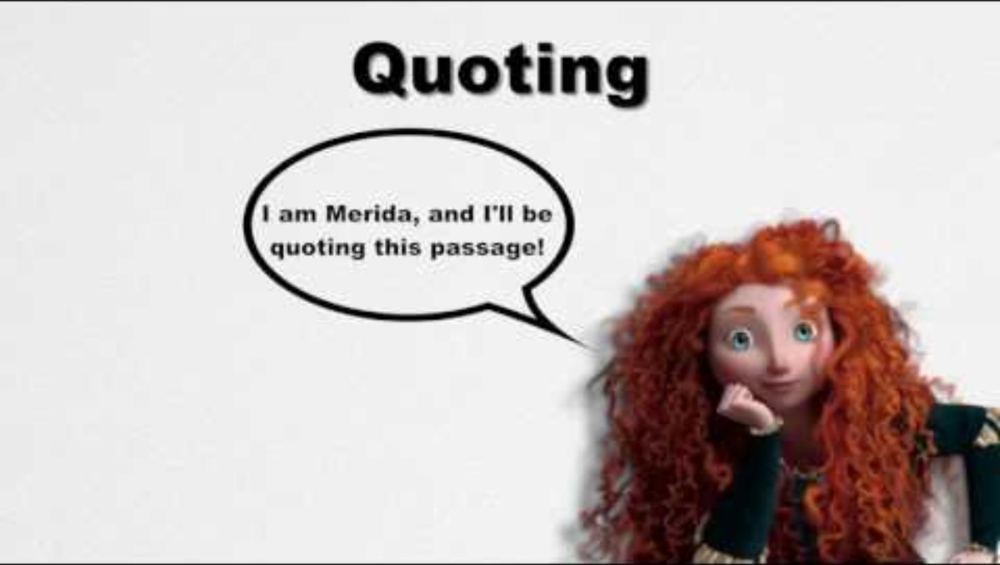 Quoting
I am Merida, and I'll be
quoting this passage!